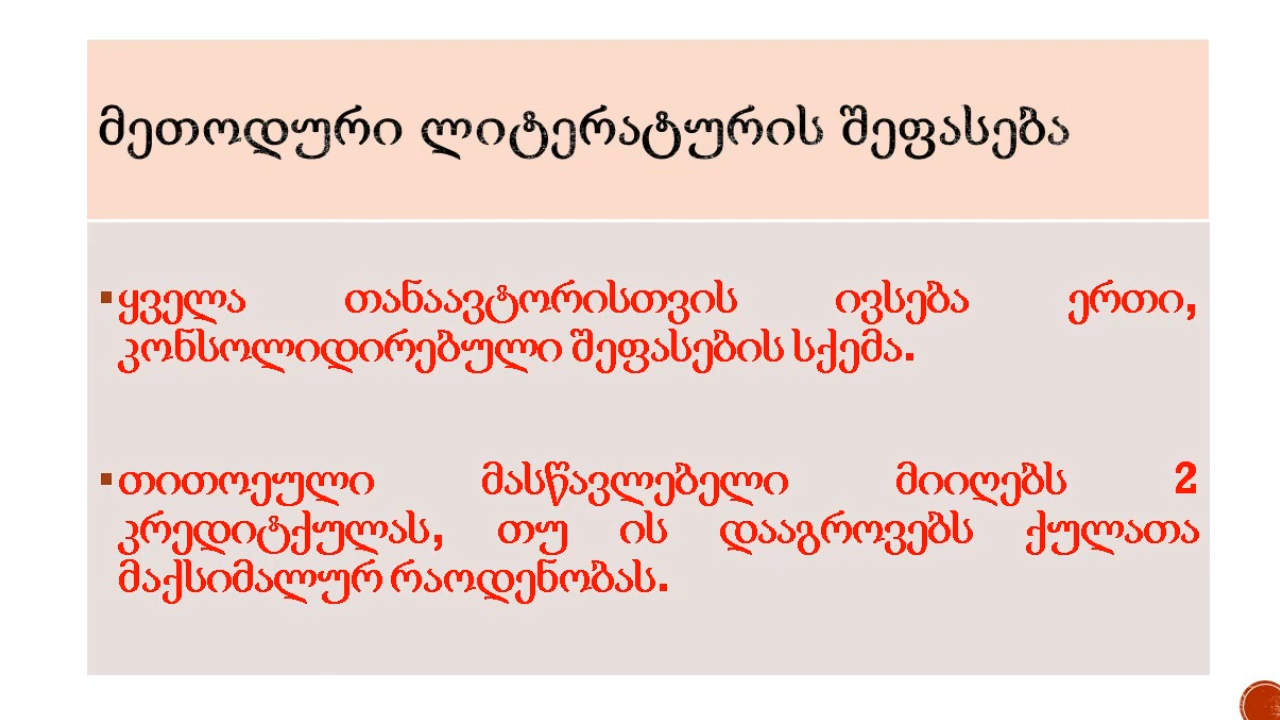 მეთოდური ლიტერატურის შეფასება
▪ყველა თანაავტორისთვის ივსება ერთი,
კონსოლიდირებული შეფასების სქემა.
▪თითოეული მასწავლებელი მიიღებს 2
კრედიტქულას, თუ ის დააგროვებს ქულათა
მაქსიმალურ რაოდენობას.